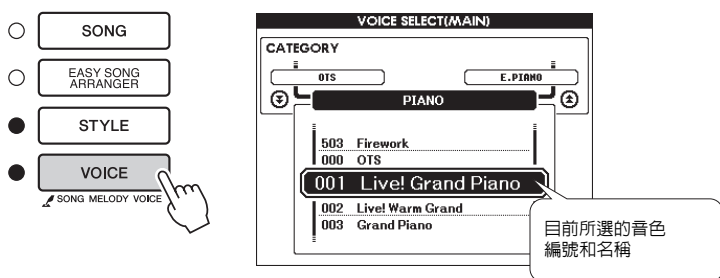 SONG
EASY SONG
ARRANGER
STYLE
VOICE
SONG MELODY VOICE
VOICE SELECT(MAIN)
CATEGORY
OTS
E.PIANO
PIANO
503 Firework
000 OTS
001 Live! Grand Piano
002 Live! Warm Grand
003 Grand Piano
目前所選的音色
編號和名稱